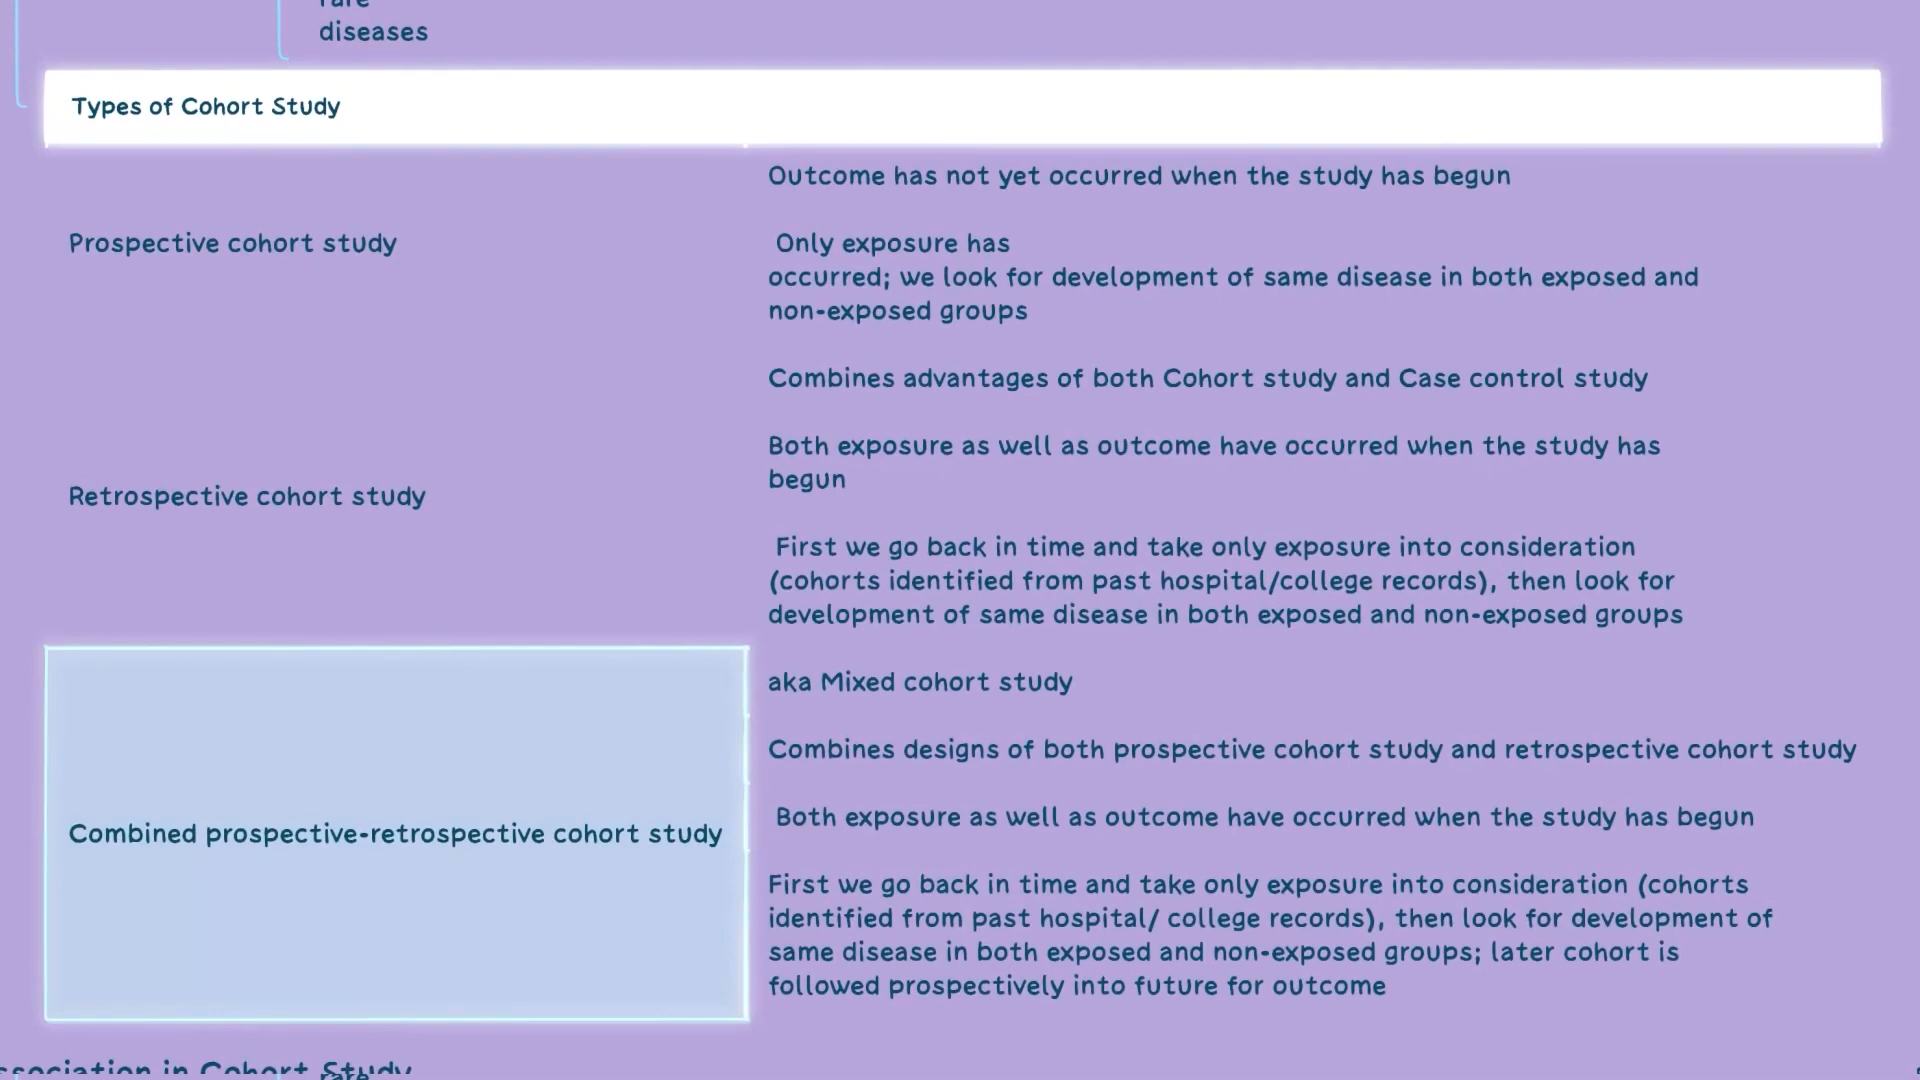 diseases
Types of Cohort Study
Outcome has not yet occurred when the study has begun
Prospective cohort study
Only exposure has
occurred; we look for development of same disease in both exposed and
non-exposed groups
Combines advantages of both Cohort study and Case control study
Both exposure as well as outcome have occurred when the study has
begun
Retrospective cohort study
First we go back in time and take only exposure into consideration
(cohorts identified from past hospital/college records), then look for
development of same disease in both exposed and non-exposed groups
aka Mixed cohort study
Combines designs of both prospective cohort study and retrospective cohort study
Both exposure as well as outcome have occurred when the study has begun
Combined prospective-retrospective cohort study
First we go back in time and take only exposure into consideration (cohorts
identified from past hospital/ college records), then look for development of
same disease in both exposed and non-exposed groups; later cohort is
followed prospectively into future for outcome
in Cohort Study